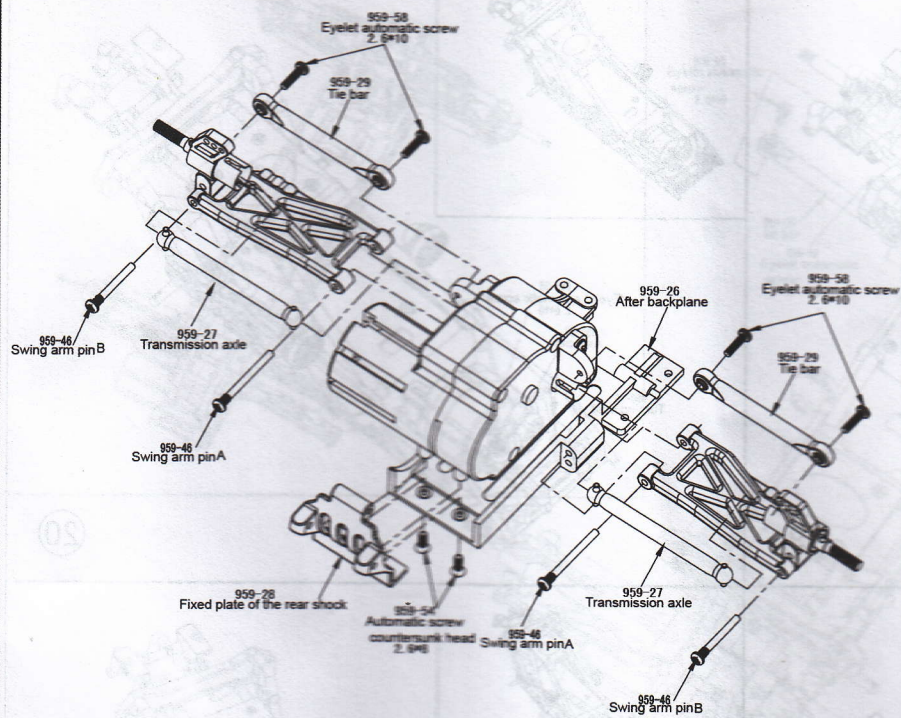 959-58
Eyelet automatic screw
2.6*10
959-29
Tie bar
959-46
Swing arm pinB
959-27
Transmission axle
959-46
Swing arm pinA
959-26
After backplane
959-58
Eyelet automatic screw
2.6*10
959-29
Tie bar
20
959-28
Fixed plate of the rear shock
959-54
Automatic screw
countersunk head
2.6*6
959-46
Swing arm pinA
959-27
Transmission axle
959-46
Swing arm pinB